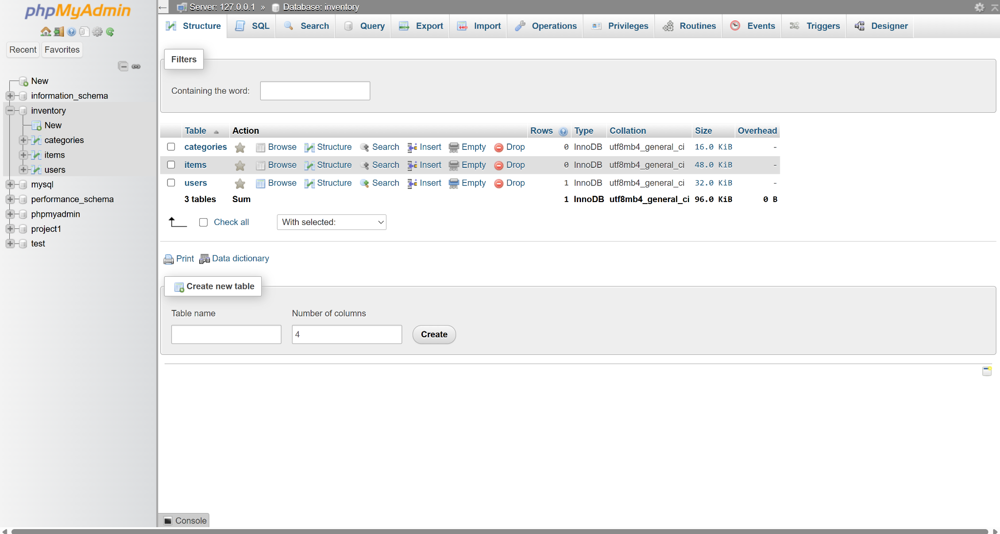 phpMyAdmin
Recent Favorites
New
information_schema
inventory
New
categories
items
users
mysql
performance_schema
phpmyadmin
project1
test
Server: 127.0.0.1 » Database: inventory
Structure SQL Search Query Export Import Operations Privileges Routines Events Triggers Designer
Filters
Containing the word:
Table Action Rows Type Collation Size Overhead
categories Browse Structure Search Insert Empty Drop 0 InnoDB utf8mb4_general_ci 16.0 KiB -
items Browse Structure Search Insert Empty Drop 0 InnoDB utf8mb4_general_ci 48.0 KiB -
users Browse Structure Search Insert Empty Drop 1 InnoDB utf8mb4_general_ci 32.0 KiB -
3 tables Sum 1 InnoDB utf8mb4_general_ci 96.0 KiB 0 B
Check all With selected:
Print Data dictionary
Create new table
Table name Number of columns
4 Create
Console